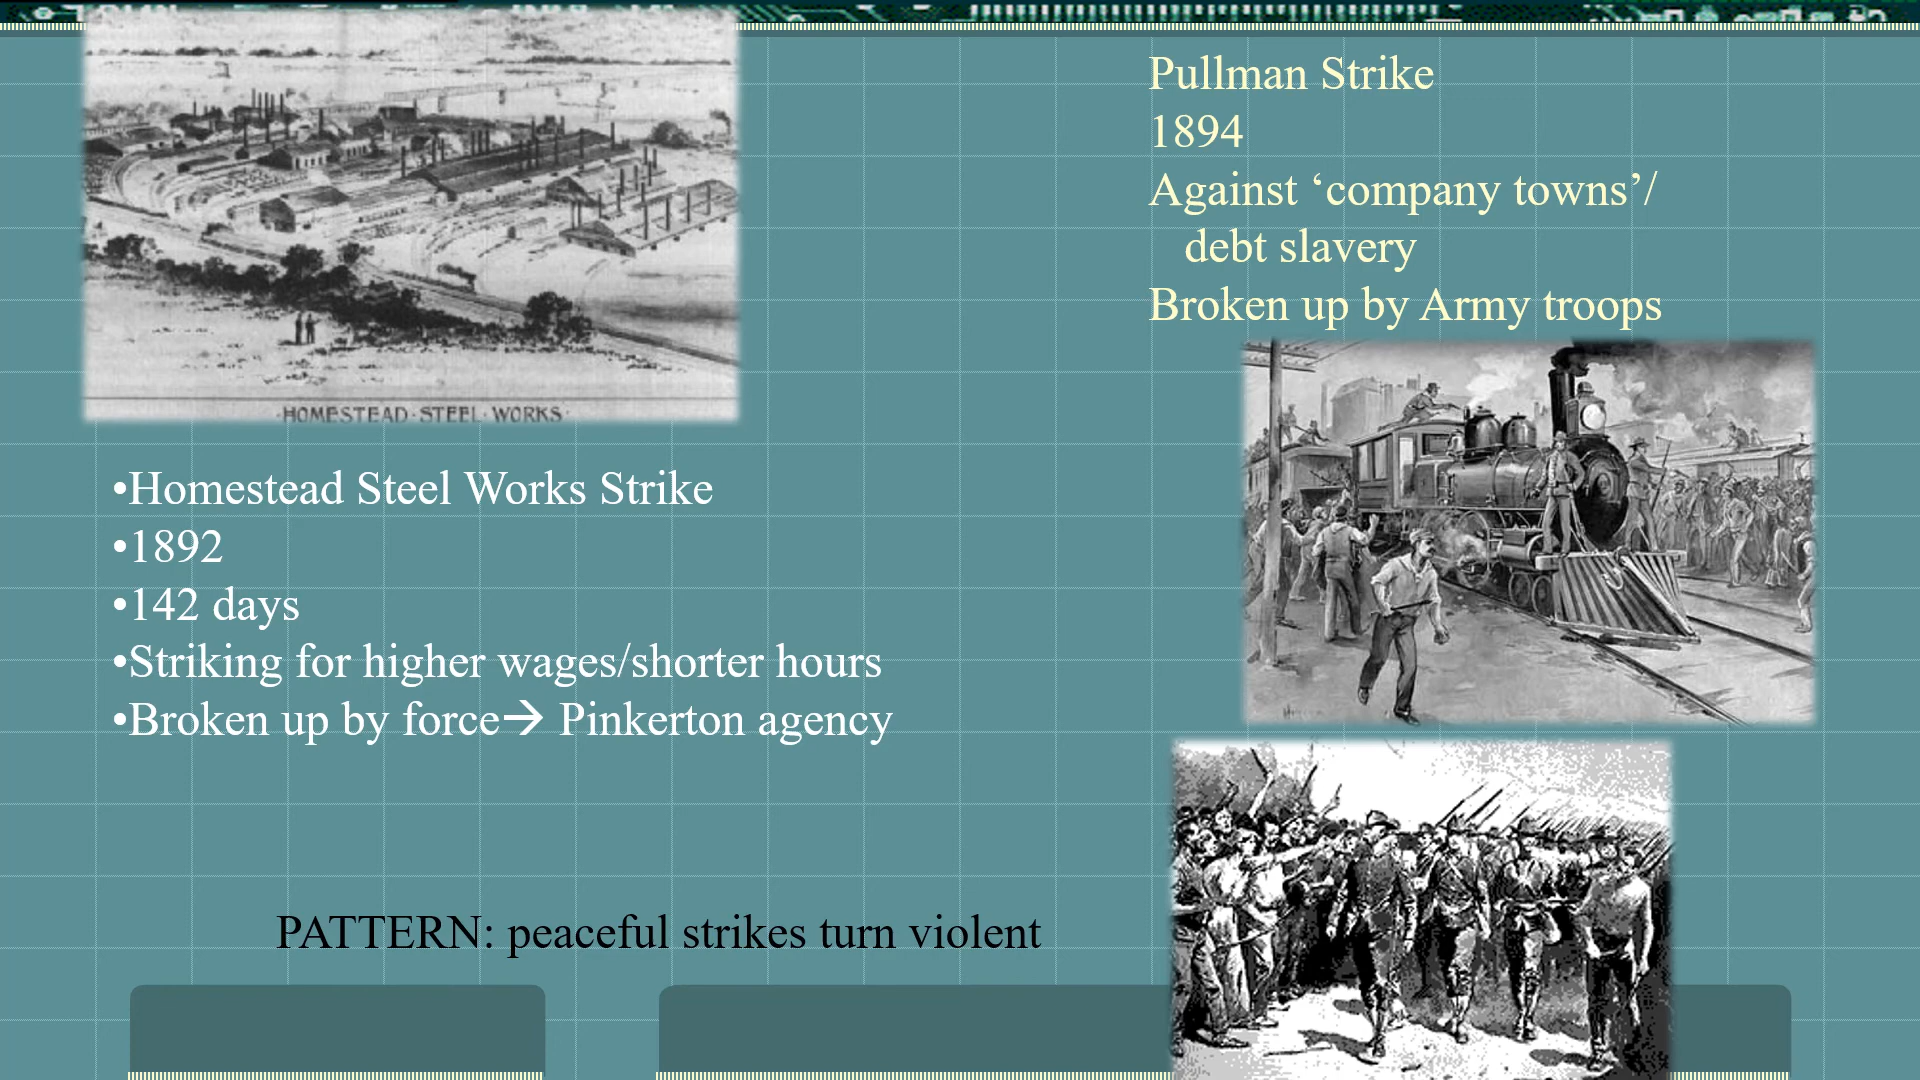 ·HOMESTEAD·STEEL·WORKS·
•Homestead Steel Works Strike
•1892
•142 days
•Striking for higher wages/shorter hours
•Broken up by force→ Pinkerton agency
Pullman Strike
1894
Against ‘company towns’/
debt slavery
Broken up by Army troops
PATTERN: peaceful strikes turn violent